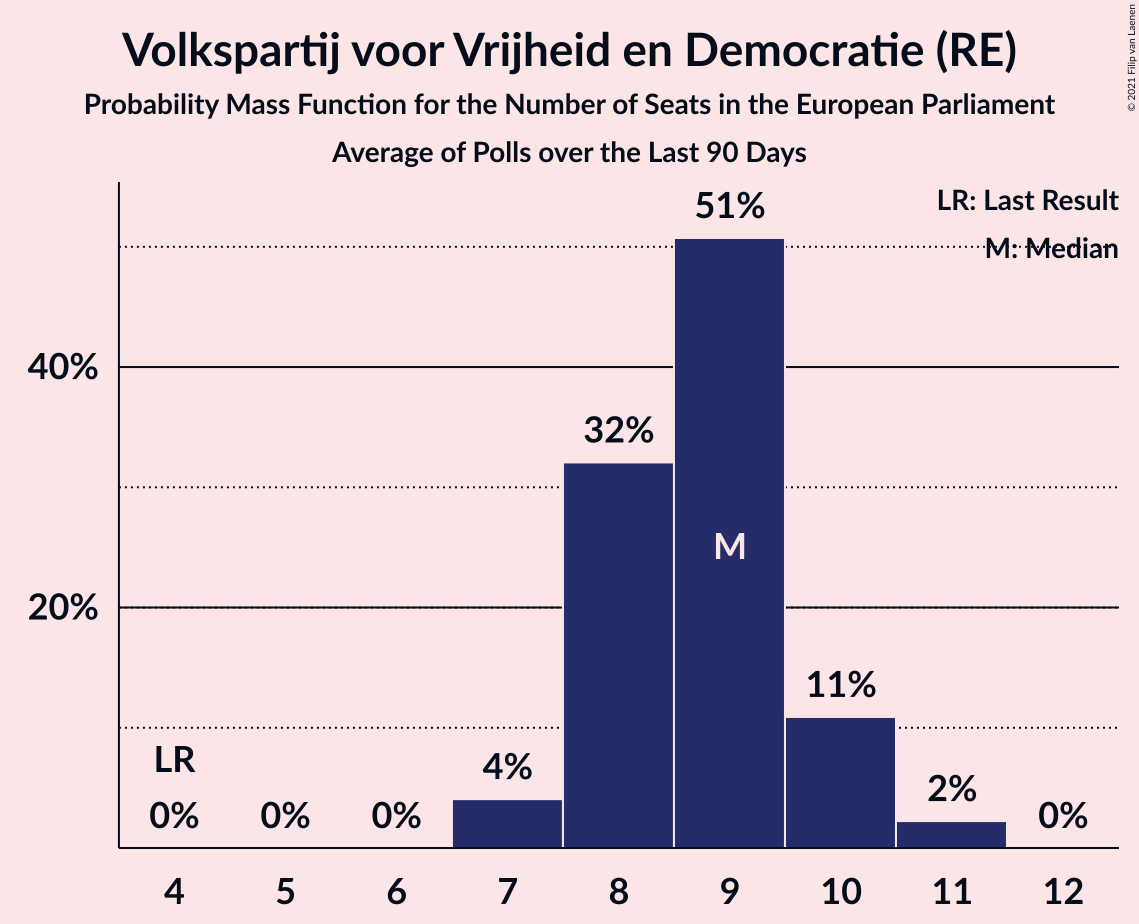 Volkspartij voor Vrijheid en Democratie (RE)
Probability Mass Function for the Number of Seats in the European Parliament
Average of Polls over the Last 90 Days
© 2021 Filip van Laenen
LR: Last Result
M: Median
51%
40%
32%
M
20%
11%
LR
4%
2%
0% 0% 0% 0%
4 5 6 7 8 9 10 11 12